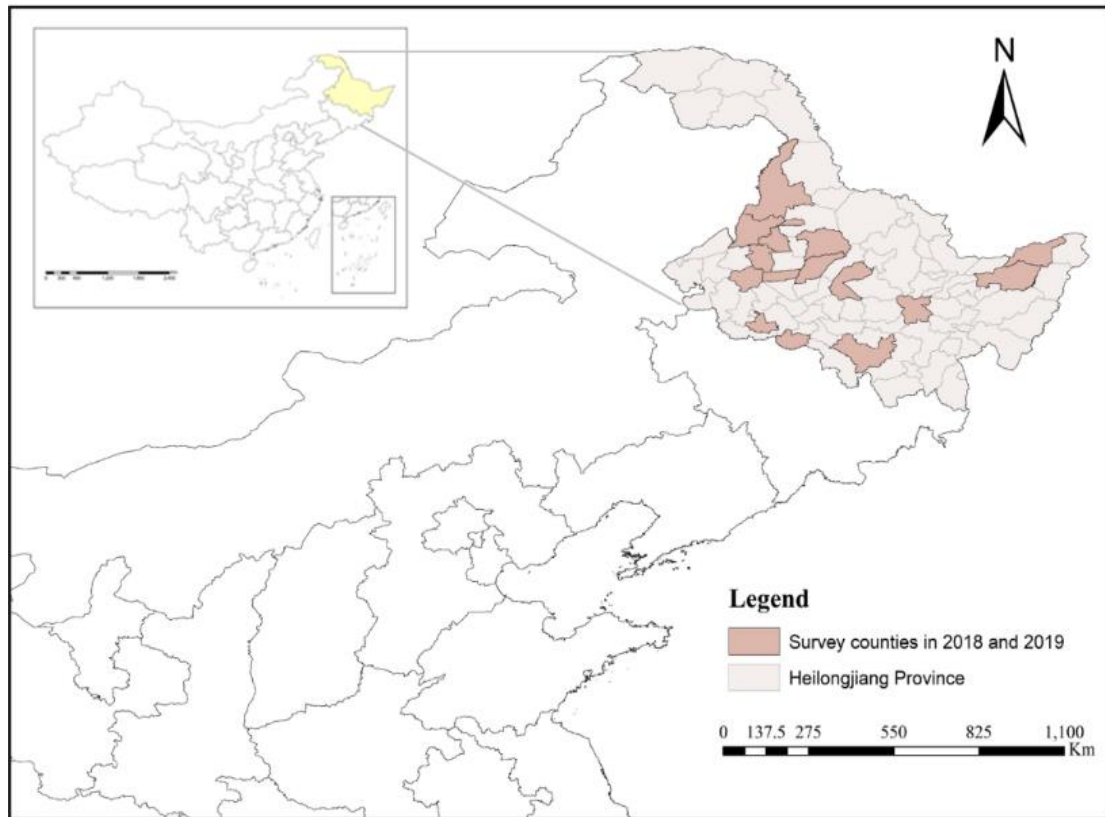 N
Legend
Survey counties in 2018 and 2019
Heilongjiang Province
0 137.5 275 550 825 1,100
Km